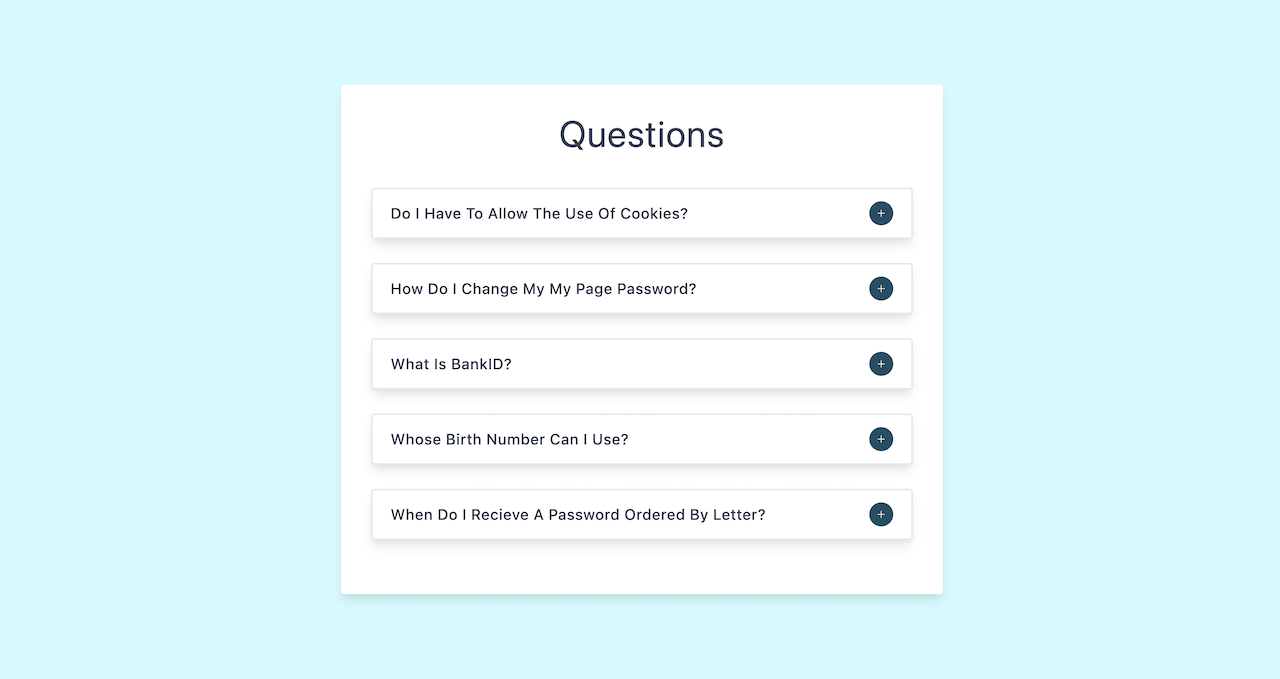 Questions
Do I Have To Allow The Use Of Cookies?
+
How Do I Change My My Page Password?
+
What Is BankID?
+
Whose Birth Number Can I Use?
+
When Do I Recieve A Password Ordered By Letter?
+